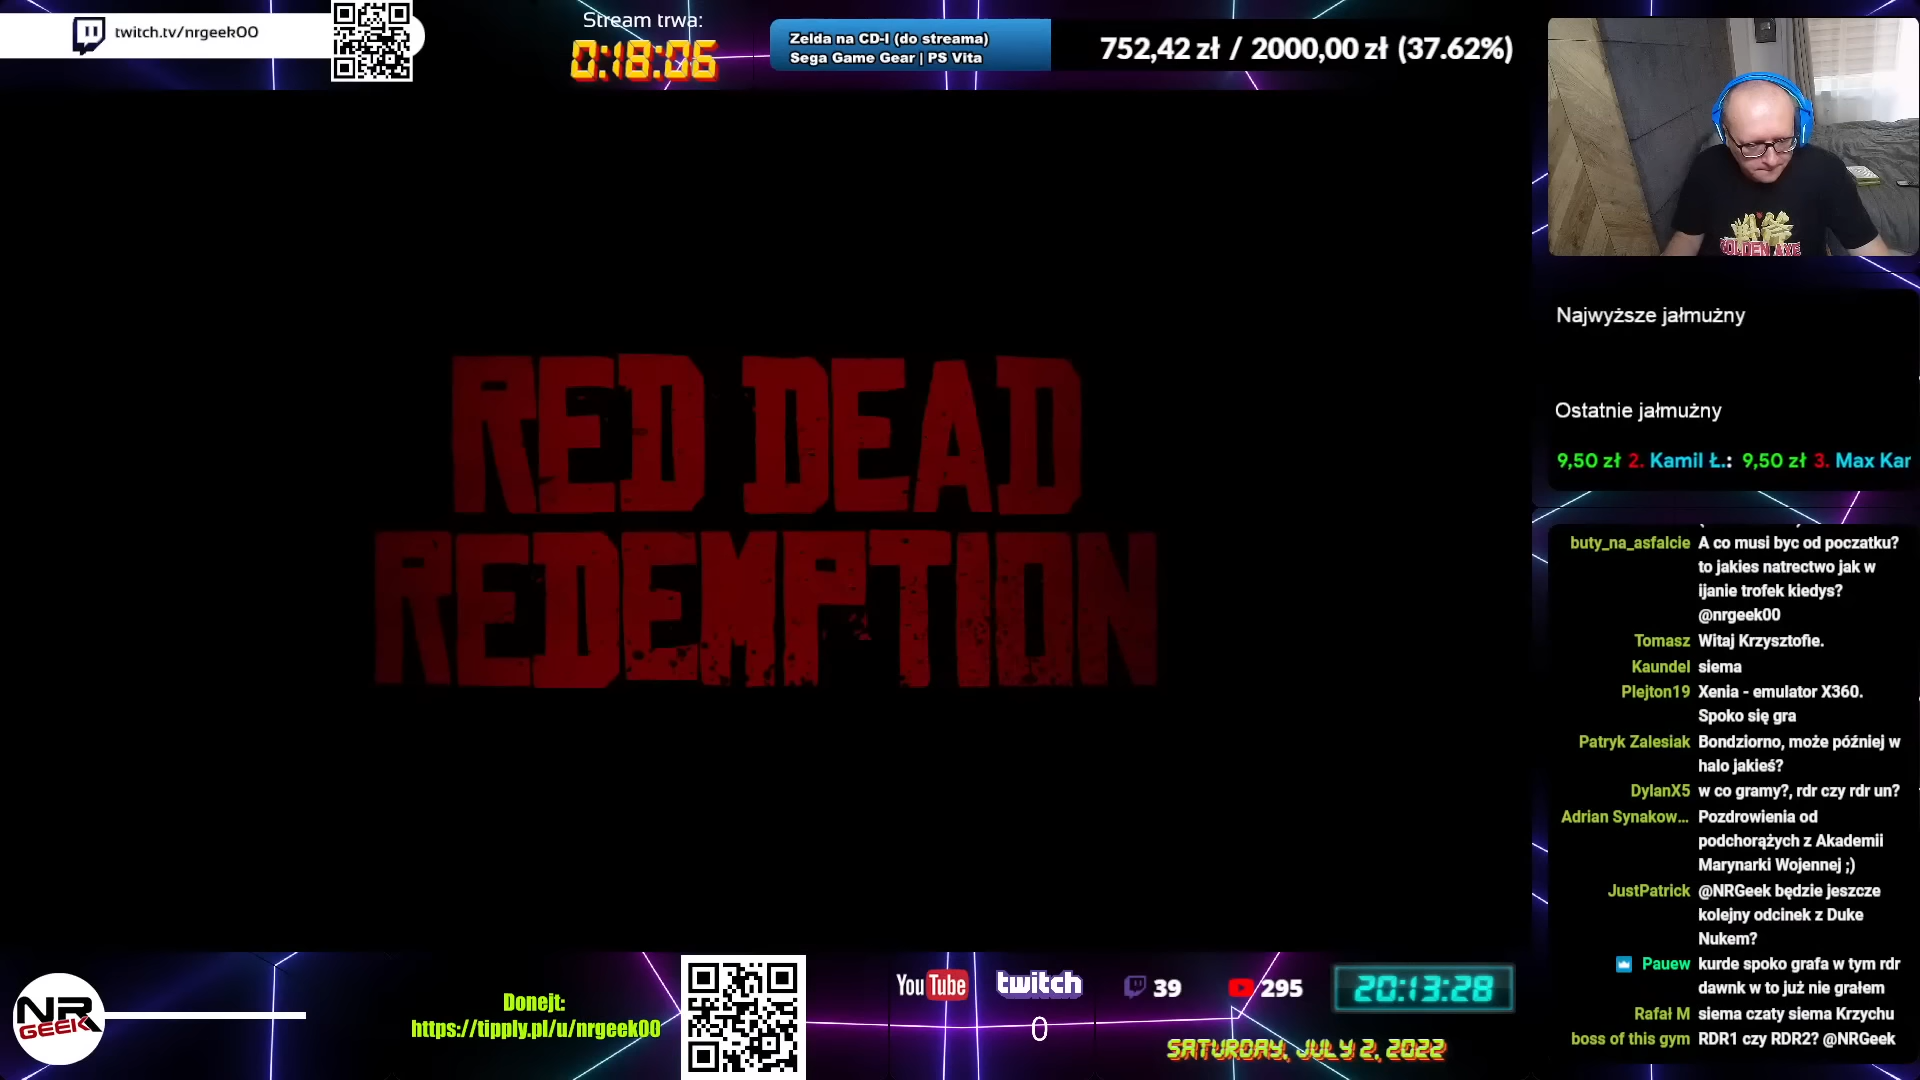 twitch.tv/nrgeek00
Stream trwa:
0:18:06
Zelda na CD-I (do streama)
Sega Game Gear | PS Vita
752,42 zł / 2000,00 zł (37.62%)
GOLDEN AXE
Najwyższe jałmużny
Ostatnie jałmużny
9,50 zł 2. Kamil Ł.: 9,50 zł 3. Max Kar
RED DEAD
REDEMPTION
buty_na_asfalcie A co musi byc od poczatku?
to jakies natrectwo jak w
ijanie trofek kiedys?
@nrgeek00
Tomasz Witaj Krzysztofie.
Kaundel siema
Plejton19 Xenia - emulator X360.
Spoko się gra
Patryk Zalesiak Bondziorno, może później w
halo jakieś?
DylanX5 w co gramy?, rdr czy rdr un?
Adrian Synakow... Pozdrowienia od
podchorążych z Akademii
Marynarki Wojennej ;)
JustPatrick @NRGeek będzie jeszcze
kolejny odcinek z Duke
Nukem?
Pauew kurde spoko grafa w tym rdr
dawnk w to już nie grałem
Rafał M siema czaty siema Krzychu
boss of this gym RDR1 czy RDR2? @NRGeek
NR
GEEK
Donejt:
https://tipply.pl/u/nrgeek00
YouTube
twitch
39
295
0
20:13:28
SATURDAY, JULY 2, 2022